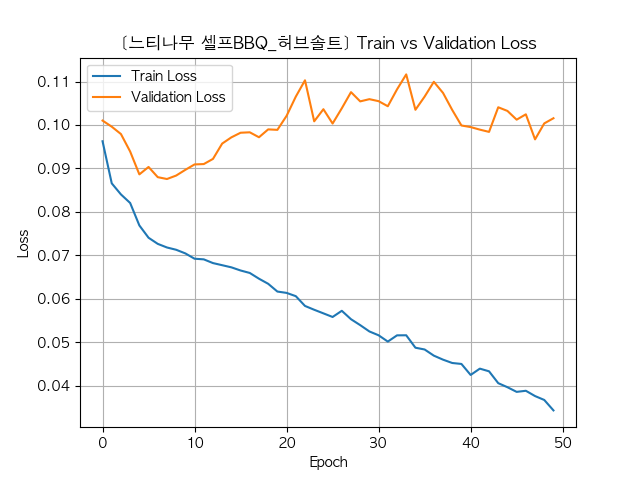 [느티나무 셀프BBQ_허브솔트] Train vs Validation Loss
Train Loss
Validation Loss
0.11
0.10
0.09
0.08
0.07
0.06
0.05
0.04
Loss
0 10 20 30 40 50
Epoch